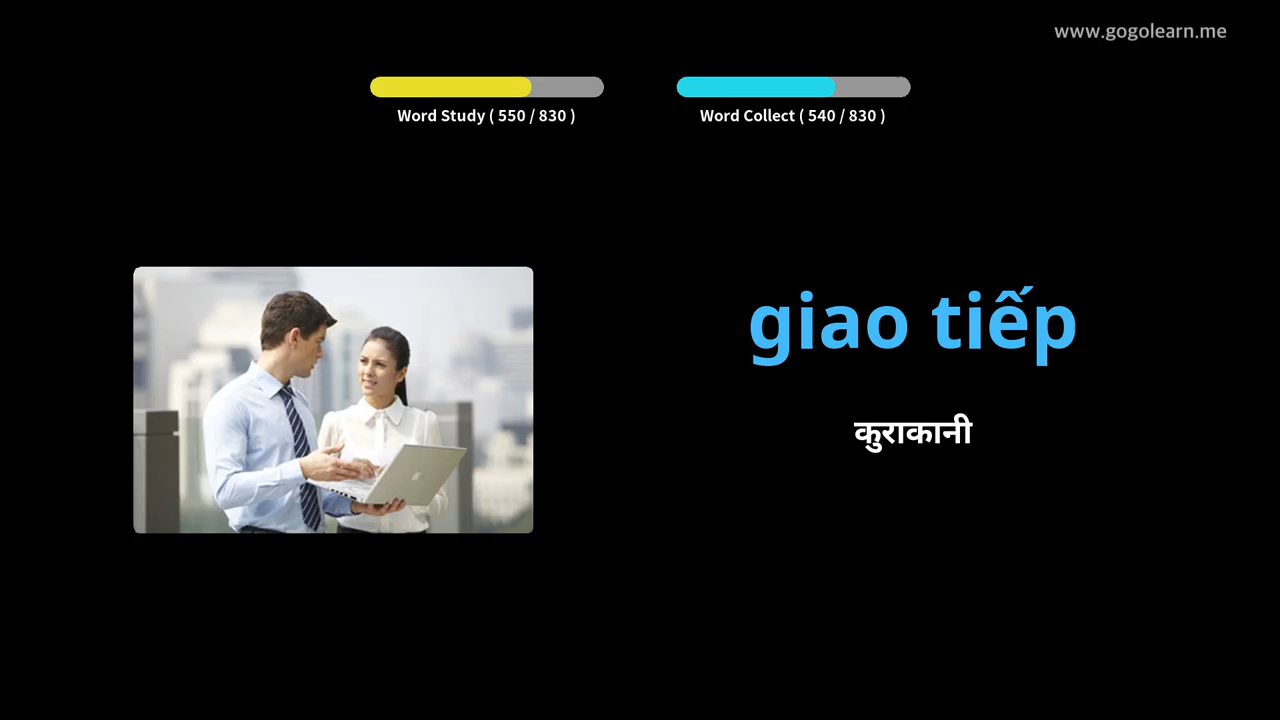 www.gogolearn.me
Word Study ( 550 / 830 )
Word Collect ( 540 / 830 )
giao tiếp
कुराकानी